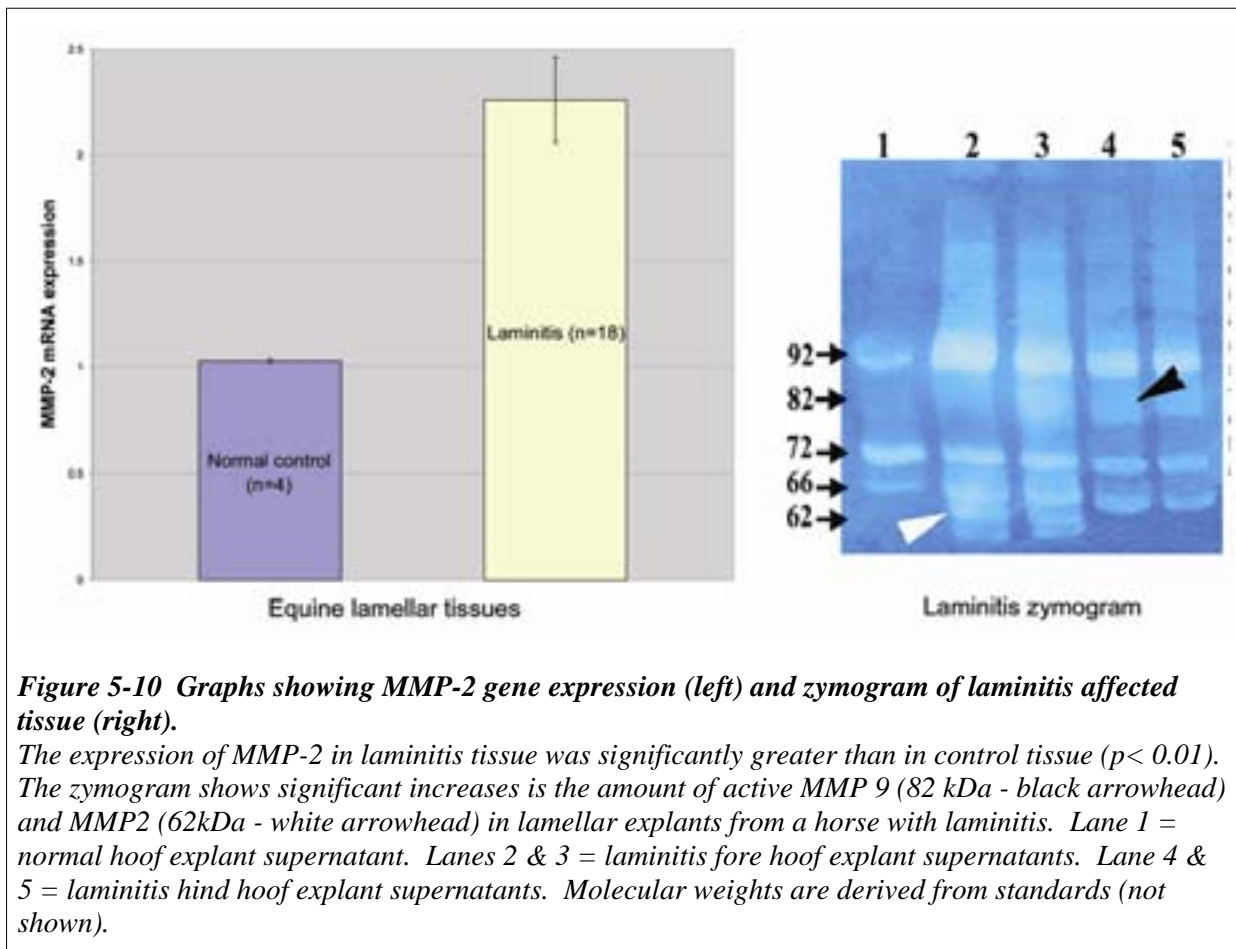 2.5
2
1.5
1
0.5
0
MMP-2 mRNA expression
Normal control
(n=4)
Laminitis (n=18)
Equine lamellar tissues
1 2 3 4 5
92
82
72
66
62
Laminitis zymogram
Figure 5-10 Graphs showing MMP-2 gene expression (left) and zymogram of laminitis affected
tissue (right).
The expression of MMP-2 in laminitis tissue was significantly greater than in control tissue (p< 0.01).
The zymogram shows significant increases is the amount of active MMP 9 (82 kDa - black arrowhead)
and MMP2 (62kDa - white arrowhead) in lamellar explants from a horse with laminitis. Lane 1 =
normal hoof explant supernatant. Lanes 2 & 3 = laminitis fore hoof explant supernatants. Lane 4 &
5 = laminitis hind hoof explant supernatants. Molecular weights are derived from standards (not
shown).